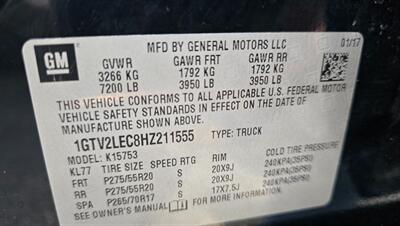 GM
MFD BY GENERAL MOTORS LLC 01/17
GVWR GAWR FRT GAWR RR
3266 KG 1792 KG 1792 KG
7200 LB 3950 LB 3950 LB
THIS VEHICLE CONFORMS TO ALL APPLICABLE U.S. FEDERAL MOTOR
VEHICLE SAFETY STANDARDS IN EFFECT ON THE DATE OF
MANUFACTURE SHOWN ABOVE.
1GTV2LEC8HZ211555 TYPE: TRUCK
MODEL: K15753
KL77 TIRE SIZE SPEED RTG RIM COLD TIRE PRESSURE
FRT P275/55R20 S 20X9J 240KPA(35PSI)
RR P275/55R20 S 20X9J 240KPA(35PSI)
SPA P265/70R17 S 17X7.5J 240KPA(35PSI)
SEE OWNER'S MANUAL FOR ADDITIONAL INFORMATION.